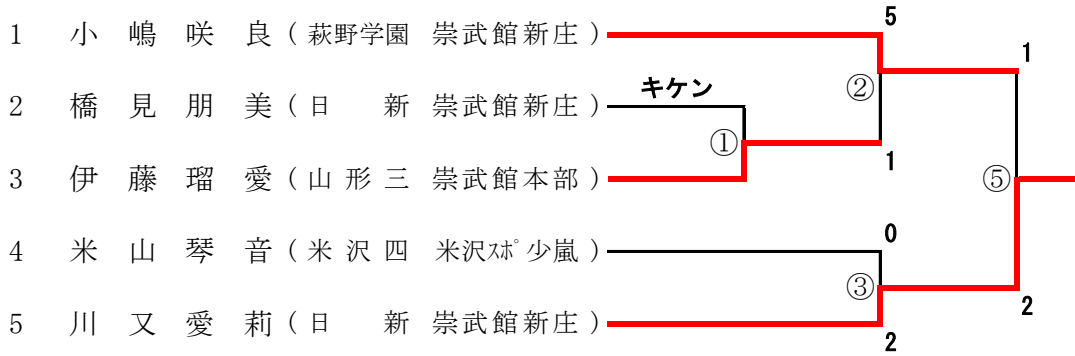 1 小嶋咲良(萩野学園 崇武館新庄)
2 橋見朋美(日新 崇武館新庄)
3 伊藤瑠愛(山形三 崇武館本部)
4 米山琴音(米沢四 米沢ｽﾎﾟ少嵐)
5 川又愛莉(日新 崇武館新庄)
キケン
①
5
②
1
0
③
2
1
⑤
2